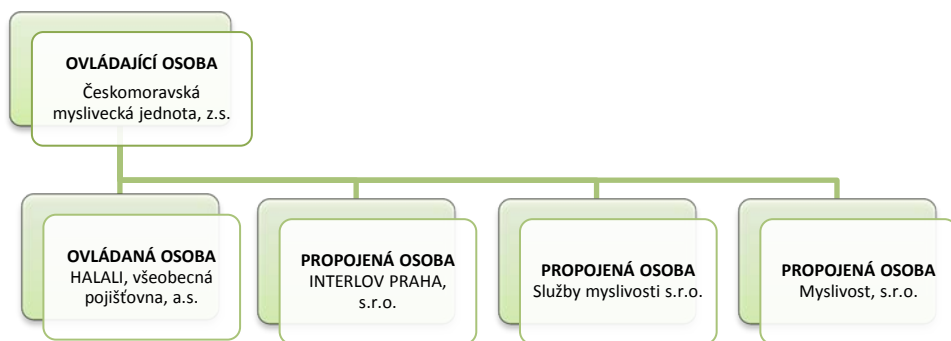 OVLÁDAJÍCÍ OSOBA
Českomoravská
myslivecká jednota, z.s.
OVLÁDANÁ OSOBA
HALALI, všeobecná
pojišťovna, a.s.
PROPOJENÁ OSOBA
INTERLOV PRAHA,
s.r.o.
PROPOJENÁ OSOBA
Služby myslivosti s.r.o.
PROPOJENÁ OSOBA
Myslivost, s.r.o.